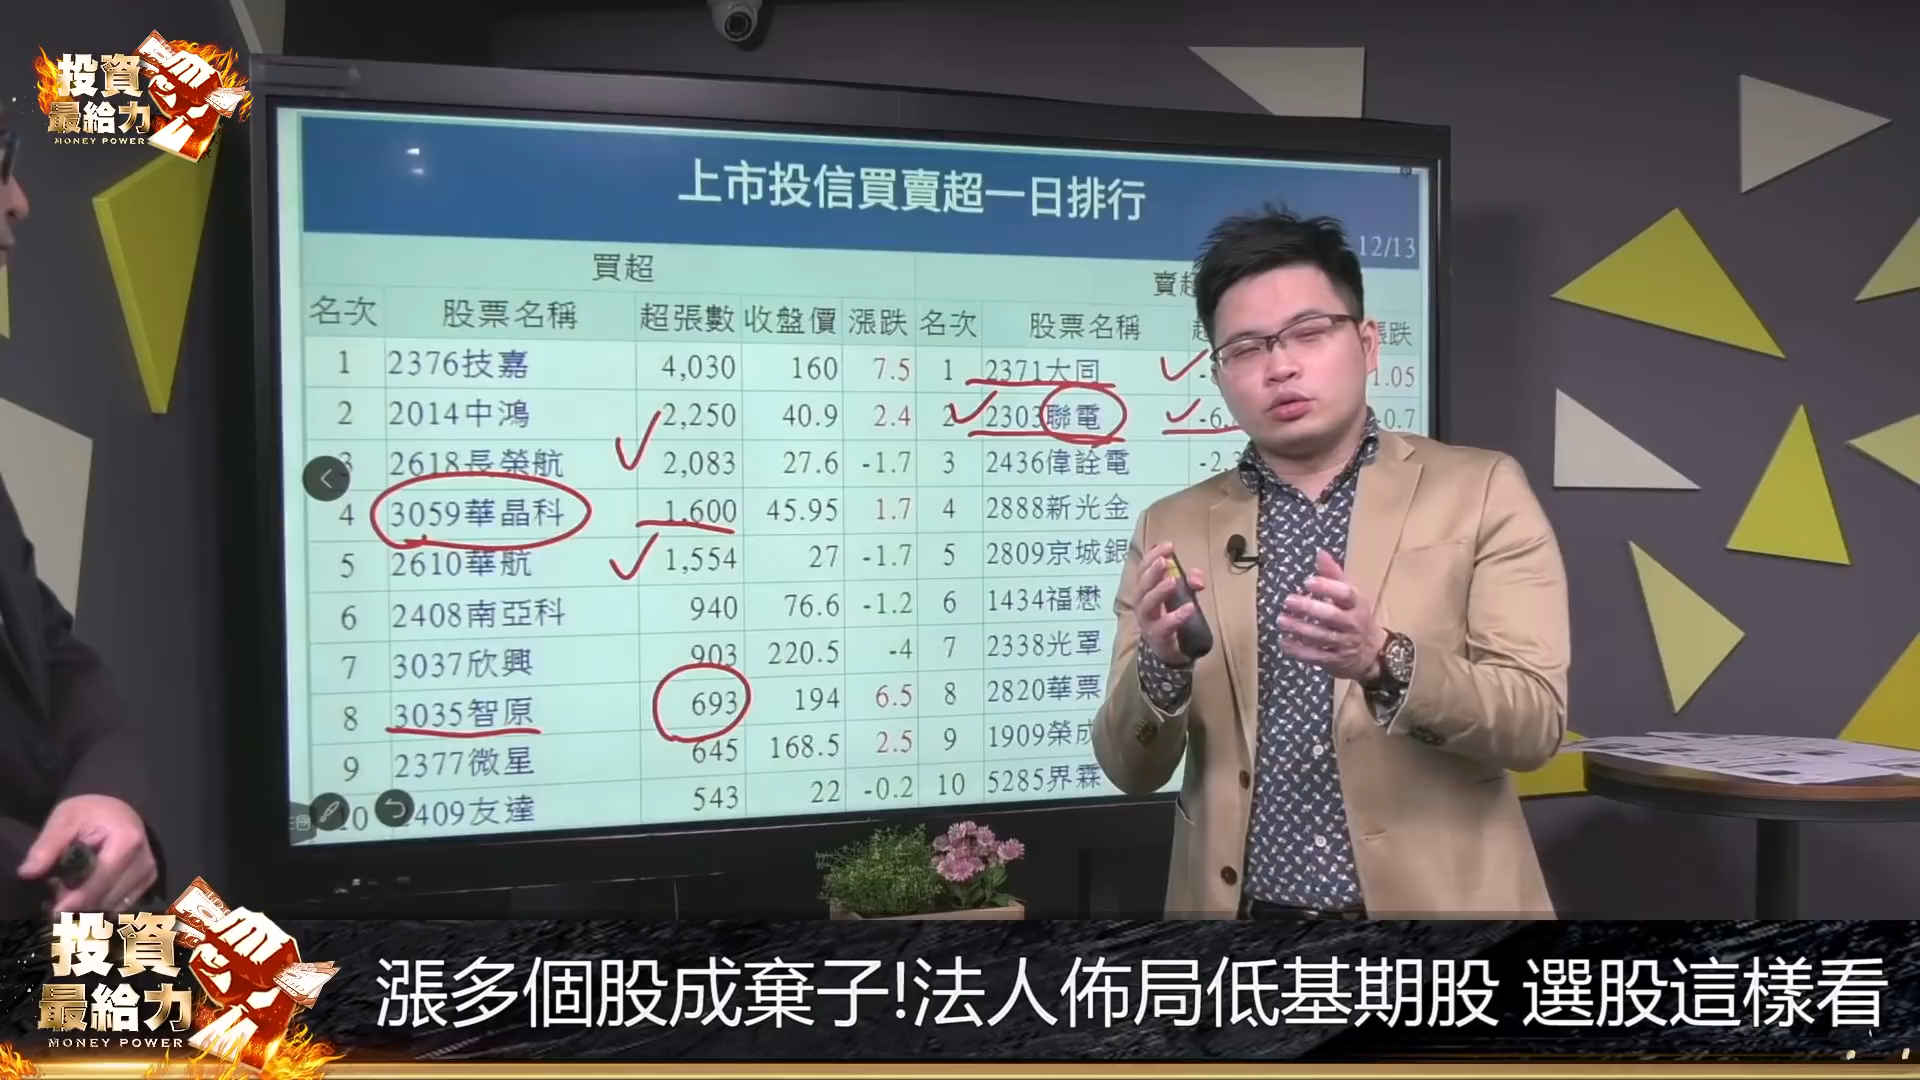 投資
最給力
MONEY POWER
上市投信買賣超一日排行
12/13
買超
名次 股票名稱 超張數 收盤價 漲跌 名次 股票名稱 漲跌
1 2376技嘉 4,030 160 7.5 1 2371大同 1.05
2 2014中鴻 2,250 40.9 2.4 2 2303聯電 -6, -0.7
3 2618長榮航 2,083 27.6 -1.7 3 2436偉詮電
4 3059華晶科 1,600 45.95 1.7 4 2888新光金
5 2610華航 1,554 27 -1.7 5 2809京城銀
6 2408南亞科 940 76.6 -1.2 6 1434福懋
7 3037欣興 903 220.5 -4 7 2338光罩
8 3035智原 693 194 6.5 8 2820華票
9 2377微星 645 168.5 2.5 9 1909榮成
10 2409友達 543 22 -0.2 10 5285界霖
投資
最給力
MONEY POWER
漲多個股成棄子!法人佈局低基期股 選股這樣看